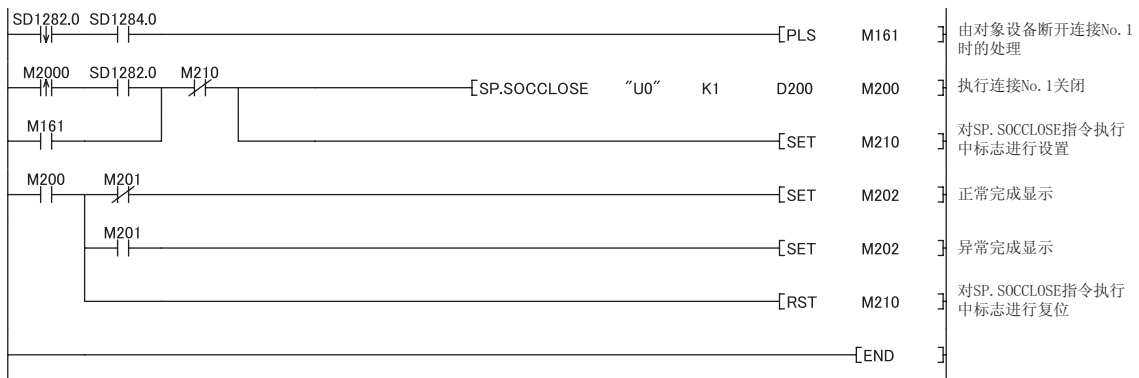 SD1282.0 SD1284.0
PLS M161
由对象设备断开连接No.1
时的处理
M2000 SD1282.0 M210
SP.SOCCLOSE "U0" K1 D200 M200
执行连接No.1关闭
M161
SET M210
对SP.SOCCLOSE指令执行
中标志进行设置
M200 M201
SET M202
正常完成显示
M201
SET M202
异常完成显示
RST M210
对SP.SOCCLOSE指令执行
中标志进行复位
END